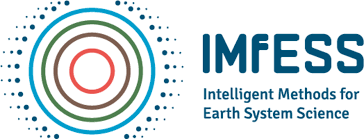 IMfESS
Intelligent Methods for
Earth System Science